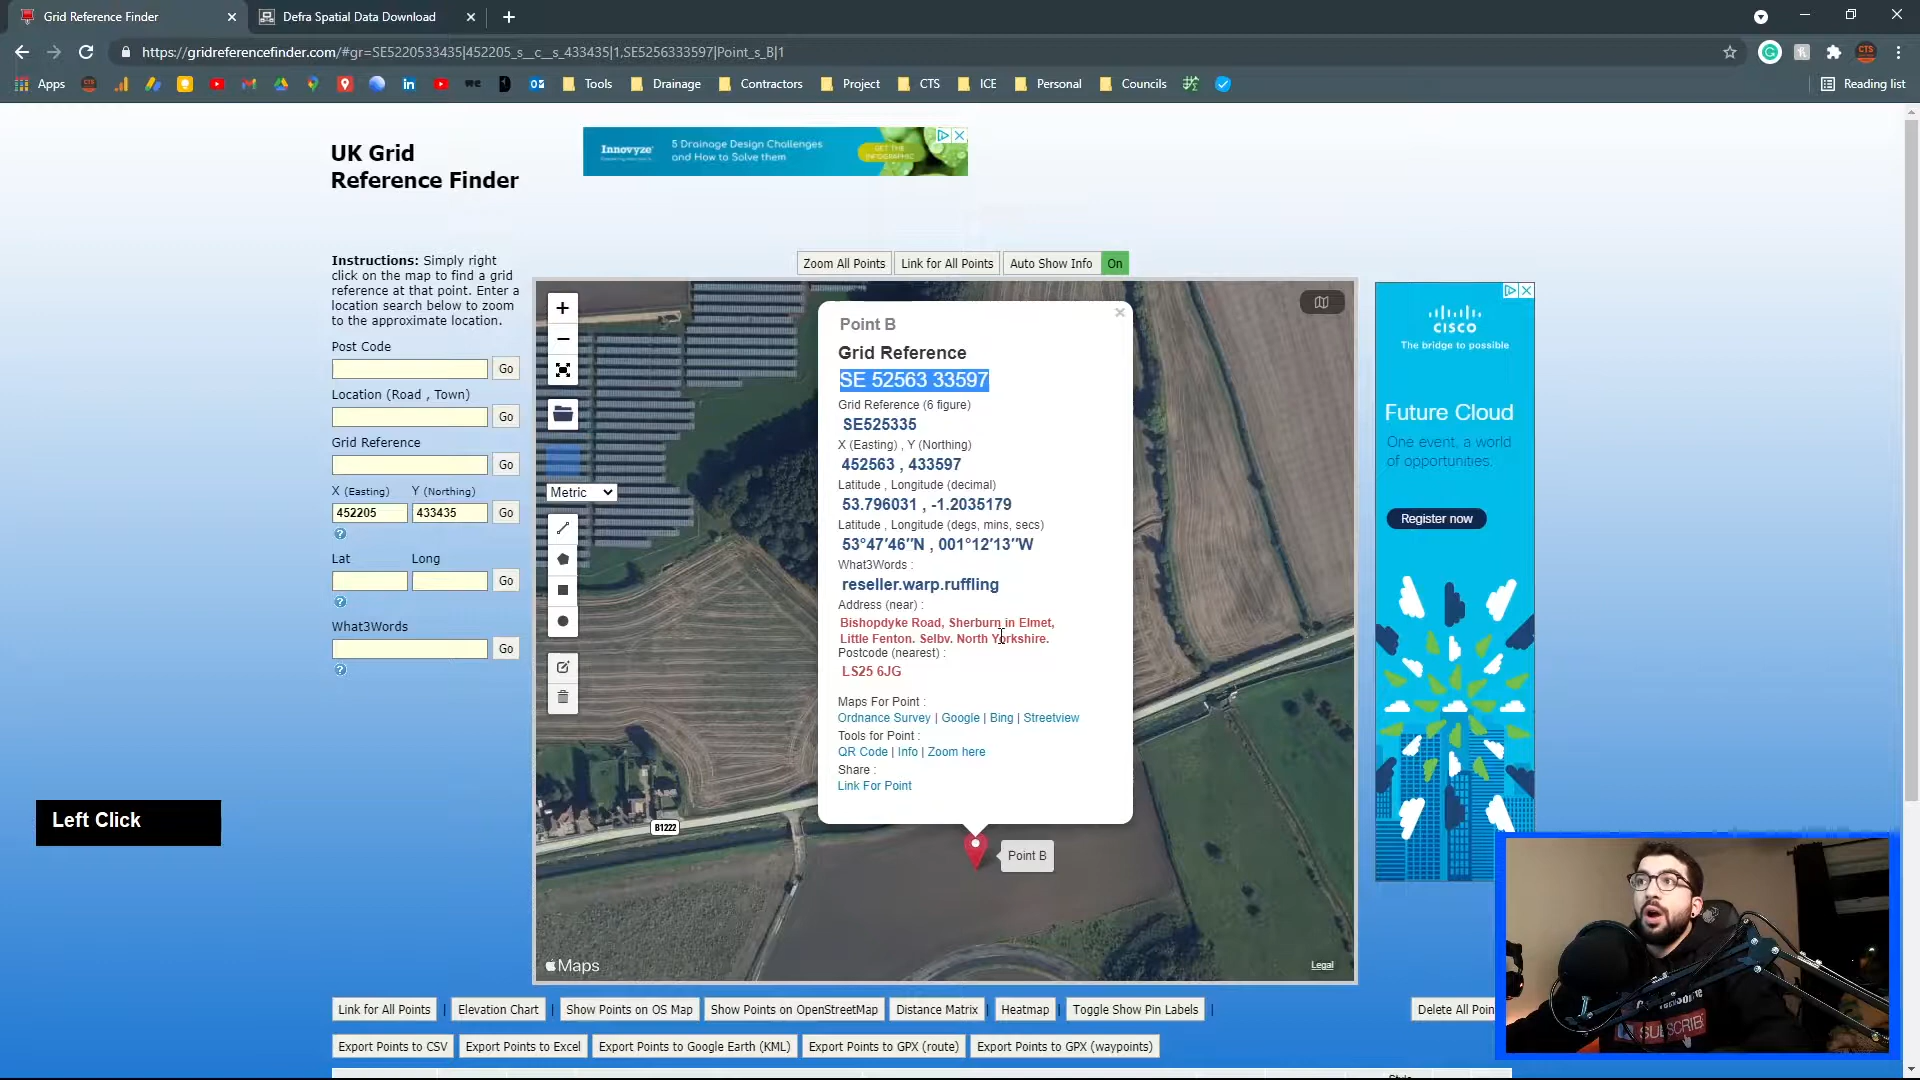 Grid Reference Finder
Defra Spatial Data Download
https://gridreferencefinder.com/#gr=SE5220533435|452205_s__c__s_433435|1,SE5256333597|Point_s_B|1
Apps
Tools
Drainage
Contractors
Project
CTS
ICE
Personal
Councils
Reading list
UK Grid
Reference Finder
Innovyze
5 Drainage Design Challenges
and How to Solve them
GET THE
INFOGRAPHIC
Instructions: Simply right
click on the map to find a grid
reference at that point. Enter a
location search below to zoom
to the approximate location.
Post Code
Go
Location (Road , Town)
Go
Grid Reference
Go
X (Easting) Y (Northing)
452205 433435 Go
Lat Long
Go
What3Words
Go
Zoom All Points
Link for All Points
Auto Show Info On
Metric
Point B
Grid Reference
SE 52563 33597
Grid Reference (6 figure)
SE525335
X (Easting) , Y (Northing)
452563 , 433597
Latitude , Longitude (decimal)
53.796031 , -1.2035179
Latitude , Longitude (degs, mins, secs)
53°47′46″N , 001°12′13″W
What3Words :
reseller.warp.ruffling
Address (near) :
Bishopdyke Road, Sherburn in Elmet,
Little Fenton, Selby, North Yorkshire.
Postcode (nearest) :
LS25 6JG
Maps For Point :
Ordnance Survey | Google | Bing | Streetview
Tools for Point :
QR Code | Info | Zoom here
Share :
Link For Point
B1222
Point B
Maps
Legal
CISCO
The bridge to possible
Future Cloud
One event, a world
of opportunities.
Register now
Left Click
SUBSCRIB
Link for All Points | Elevation Chart | Show Points on OS Map Show Points on OpenStreetMap Distance Matrix | Heatmap | Toggle Show Pin Labels |
Delete All Poin
Export Points to CSV Export Points to Excel Export Points to Google Earth (KML) Export Points to GPX (route) Export Points to GPX (waypoints)
Style